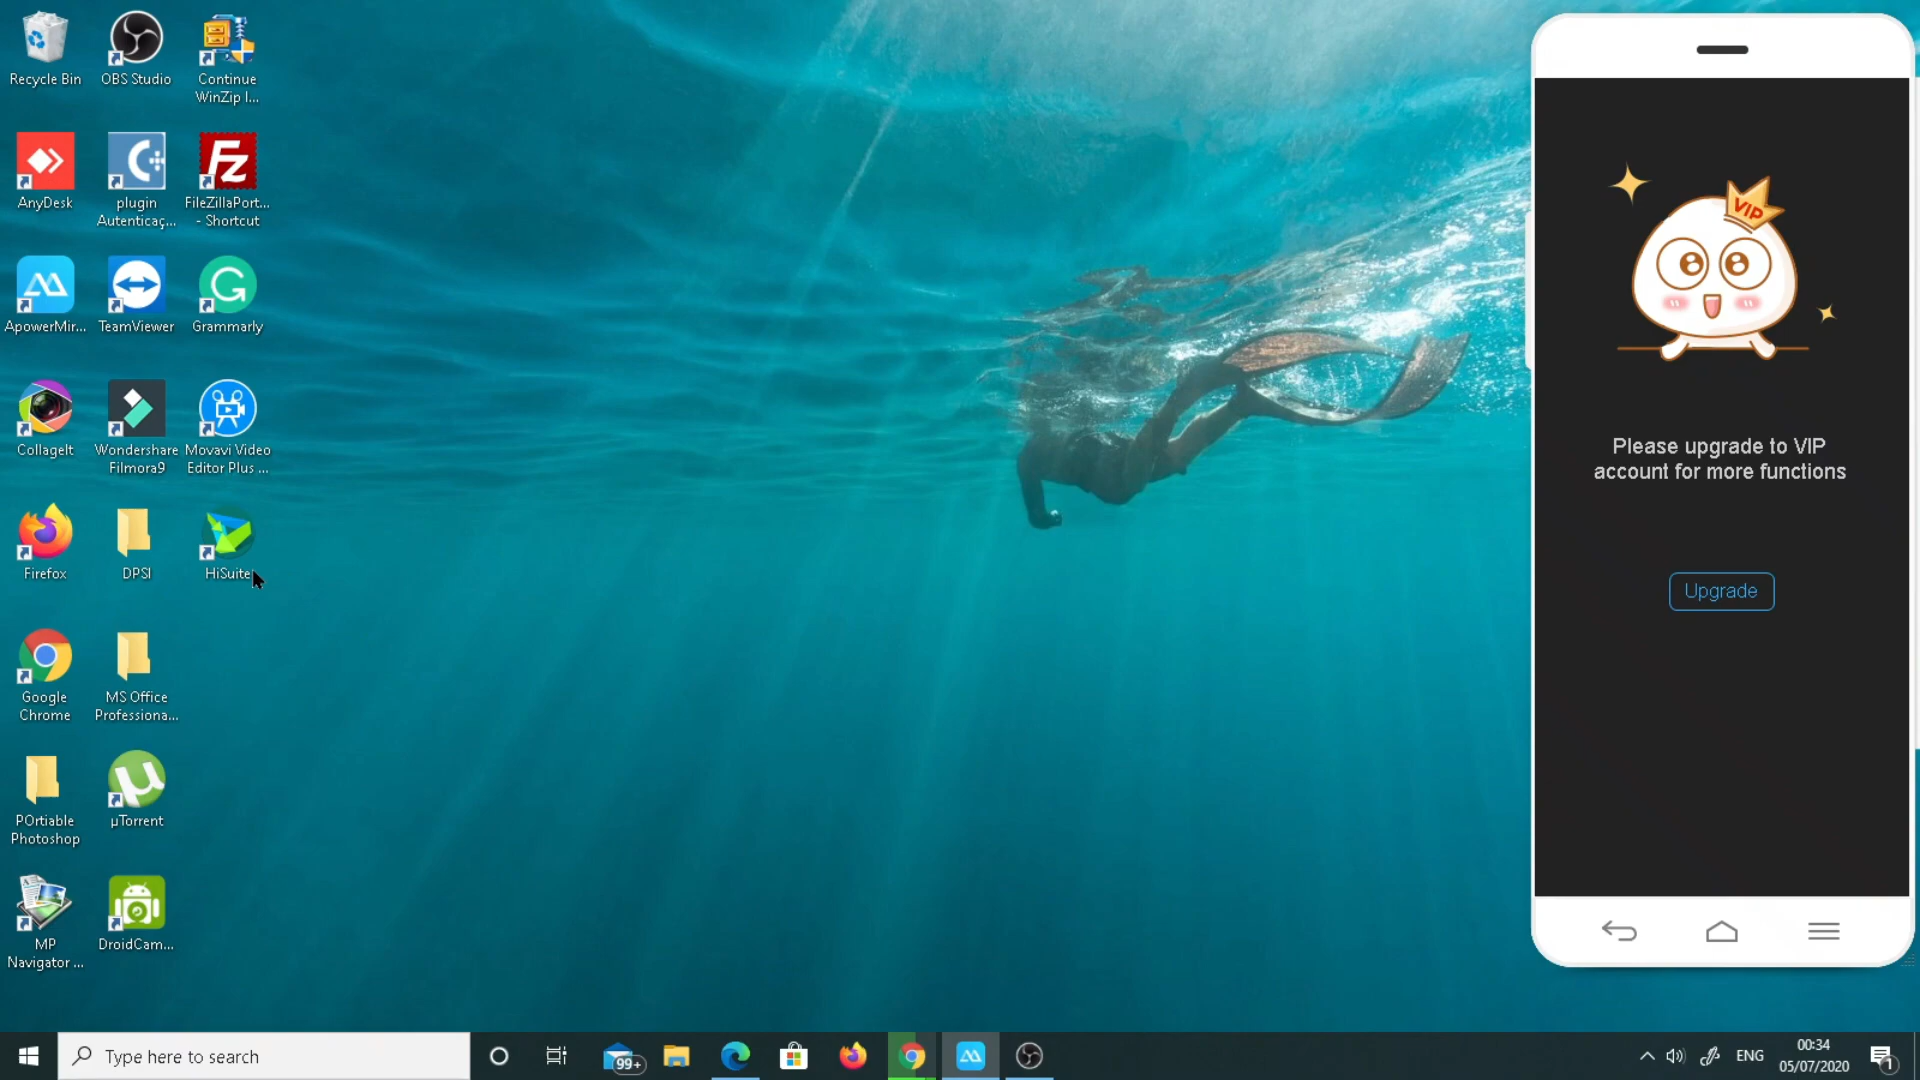 Recycle Bin
OBS Studio
Continue
WinZip I...
AnyDesk
plugin
Autenticaç...
FileZillaPort...
- Shortcut
ApowerMir...
TeamViewer
Grammarly
CollageIt
Wondershare
Filmora9
Movavi Video
Editor Plus ...
Firefox
DPSI
HiSuite
Google
Chrome
MS Office
Professiona...
POrtiable
Photoshop
µTorrent
MP
Navigator ...
DroidCam...
VIP
Please upgrade to VIP
account for more functions
Upgrade
Type here to search
99+
ENG
00:34
05/07/2020
1